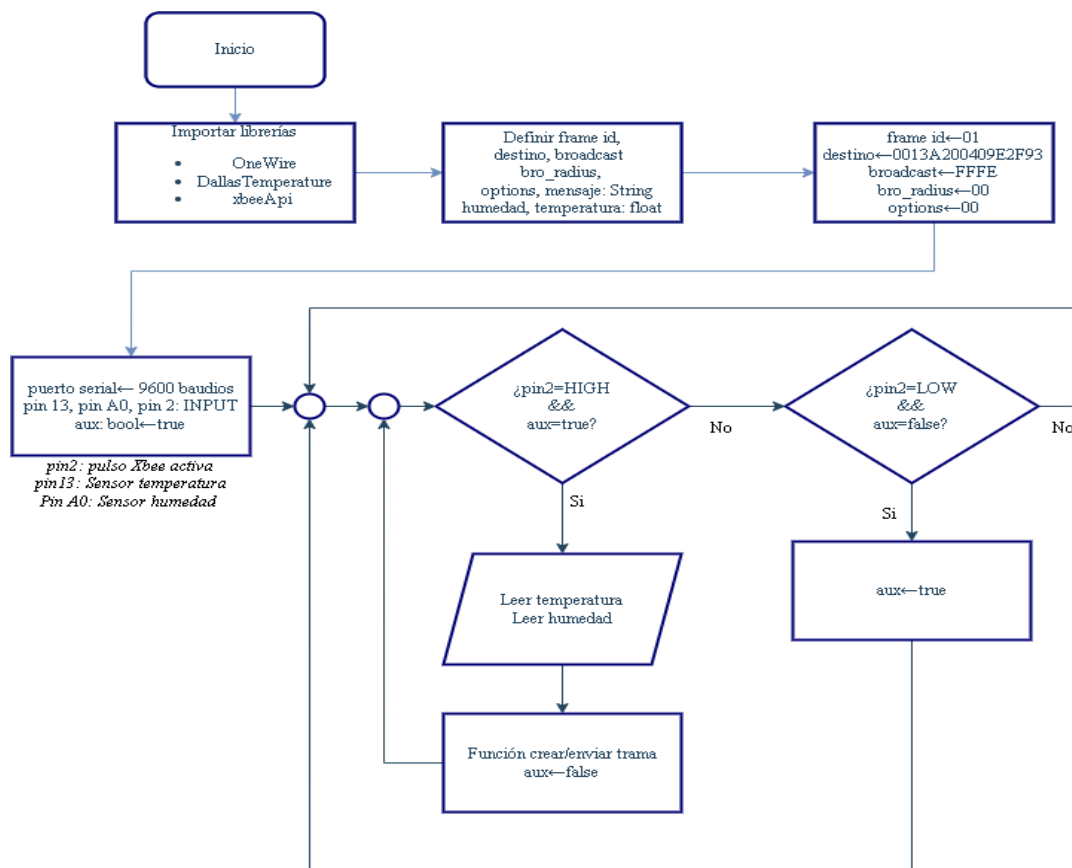 Inicio
Importar librerías
• OneWire
• DallasTemperature
• xbeeApi
Definir frame id,
destino, broadcast
bro_radius,
options, mensaje: String
humedad, temperatura: float
frame id←01
destino←0013A200409E2F93
broadcast←FFFE
bro_radius←00
options←00
puerto serial← 9600 baudios
pin 13, pin A0, pin 2: INPUT
aux: bool←true
pin2: pulso Xbee activa
pin13: Sensor temperatura
Pin A0: Sensor humedad
¿pin2=HIGH
&&
aux=true?
No
Si
¿pin2=LOW
&&
aux=false?
No
Si
Leer temperatura
Leer humedad
aux←true
Función crear/enviar trama
aux←false